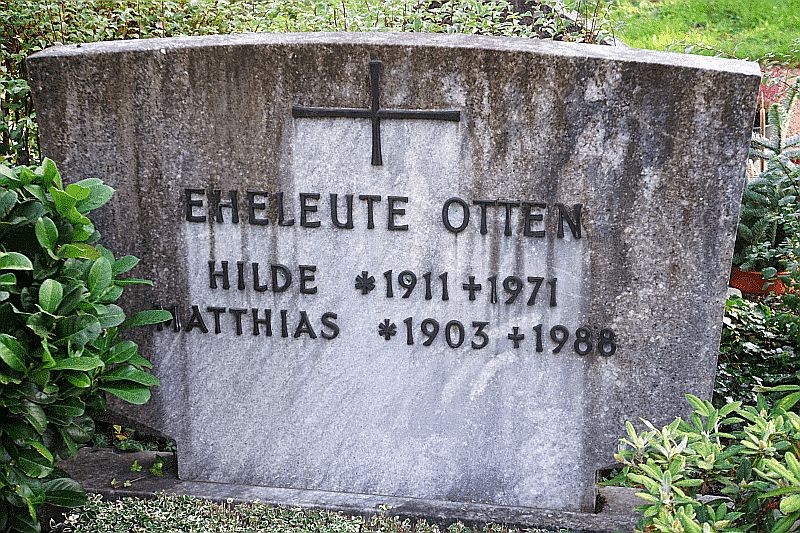 EHELEUTE OTTEN
HILDE *1911 +1971
MATTHIAS *1903 +1988